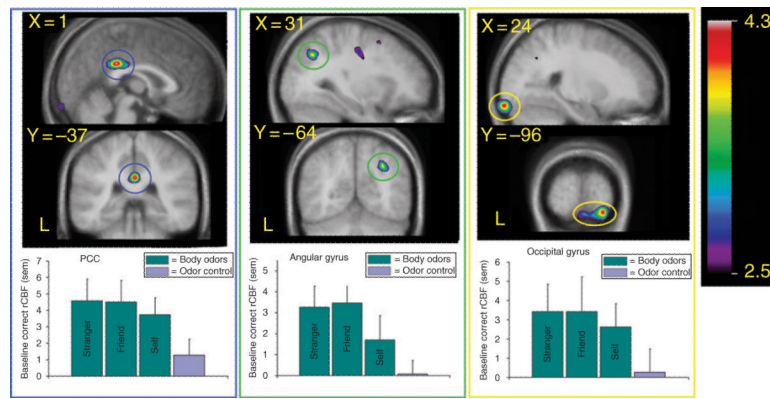 X = 1
Y = −37
L
PCC
= Body odors
= Odor control
Baseline correct rCBF (sem)
7
6
5
4
3
2
1
0
Stranger
Friend
Self
X = 31
Y = −64
L
Angular gyrus
= Body odors
= Odor control
Baseline correct rCBF (sem)
5
4
3
2
1
0
Stranger
Friend
Self
X = 24
Y = −96
L
Occipital gyrus
= Body odors
= Odor control
Baseline correct rCBF (sem)
6
5
4
3
2
1
0
Stranger
Friend
Self
4.3
2.5